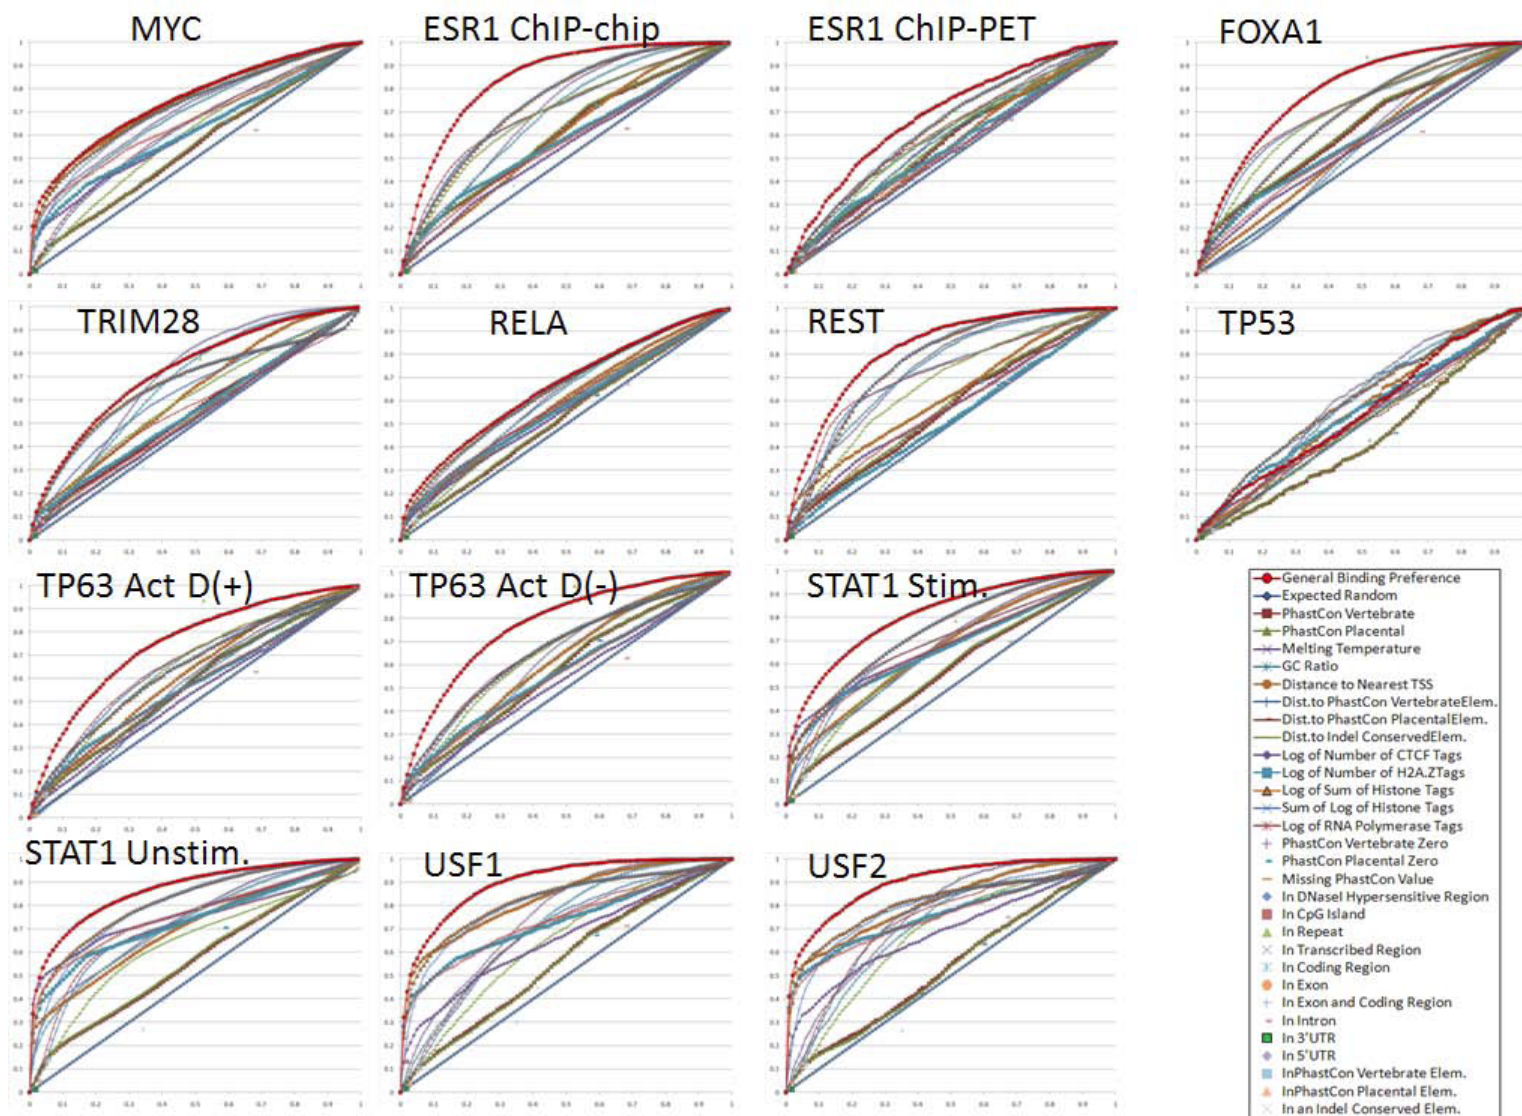 MYC
ESR1 ChIP-chip
ESR1 ChIP-PET
FOXA1
TRIM28
RELA
REST
TP53
TP63 Act D(+)
TP63 Act D(-)
STAT1 Stim.
STAT1 Unstim.
USF1
USF2
General Binding Preference
Expected Random
PhastCon Vertebrate
PhastCon Placental
Melting Temperature
GC Ratio
Distance to Nearest TSS
Dist.to PhastCon VertebrateElem.
Dist.to PhastCon PlacentalElem.
Dist.to Indel ConservedElem.
Log of Number of CTCF Tags
Log of Number of H2A.ZTags
Log of Sum of Histone Tags
Sum of Log of Histone Tags
Log of RNA Polymerase Tags
PhastCon Vertebrate Zero
PhastCon Placental Zero
Missing PhastCon Value
In DNaseI Hypersensitive Region
In CpG Island
In Repeat
In Transcribed Region
In Coding Region
In Exon
In Exon and Coding Region
In Intron
In 3'UTR
In 5'UTR
InPhastCon Vertebrate Elem.
InPhastCon Placental Elem.
In an Indel Conserved Elem.